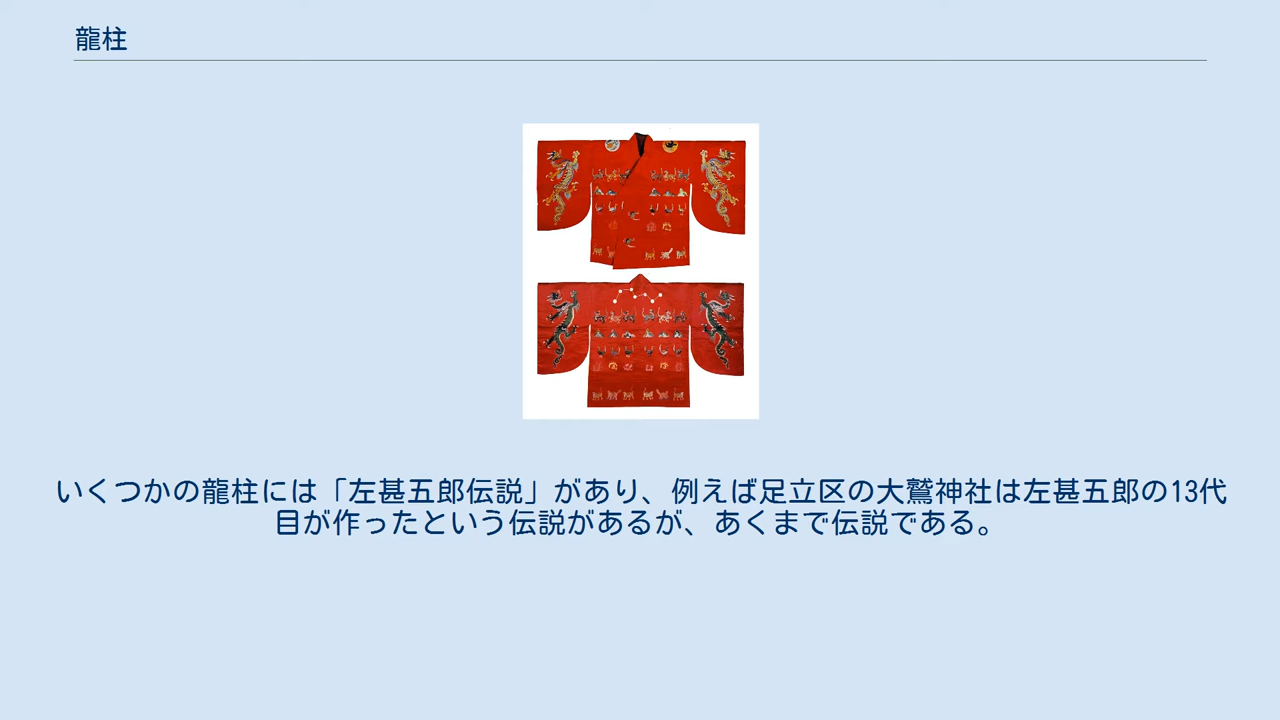 龍柱
いくつかの龍柱には「左甚五郎伝説」があり、例えば足立区の大鷲神社は左甚五郎の13代
目が作ったという伝説があるが、あくまで伝説である。